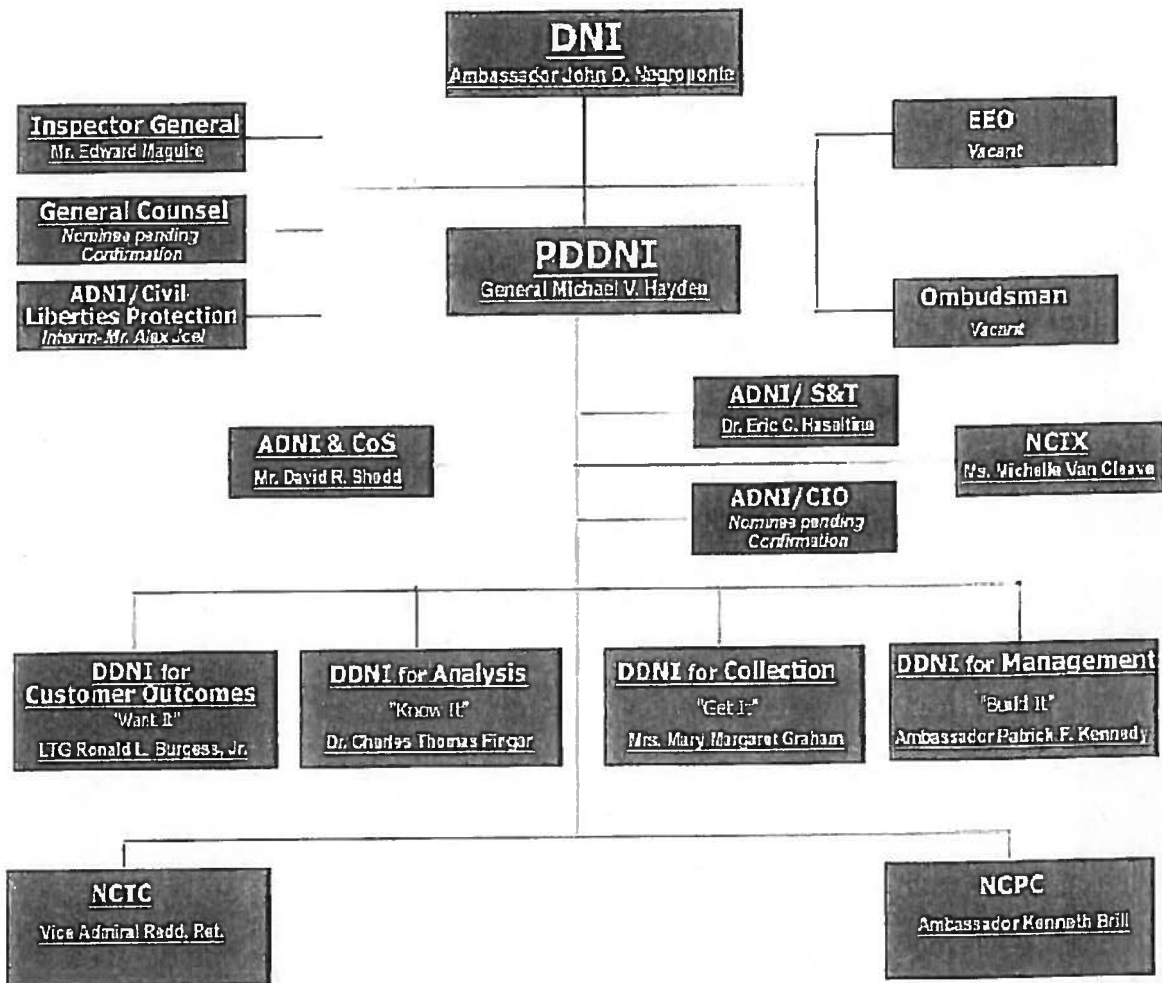 DNI
Ambassador John D. Negroponte
Inspector General
Mr. Edward Maguire
EEO
Vacant
General Counsel
Nominee pending
Confirmation
PDDNI
General Michael V. Hayden
ADNI/Civil
Liberties Protection
Interim-Mr. Alex Joel
Ombudsman
Vacant
ADNI/ S&T
Dr. Eric C. Haseltine
ADNI & CoS
Mr. David R. Shedd
NCIX
Ms. Michelle Van Cleave
ADNI/CIO
Nominee pending
Confirmation
DDNI for
Customer Outcomes
"Want It"
LTG Ronald L. Burgess, Jr.
DDNI for Analysis
"Know It"
Dr. Charles Thomas Fingar
DDNI for Collection
"Get It"
Mrs. Mary Margaret Graham
DDNI for Management
"Build It"
Ambassador Patrick F. Kennedy
NCTC
Vice Admiral Redd, Ret.
NCPC
Ambassador Kenneth Brill